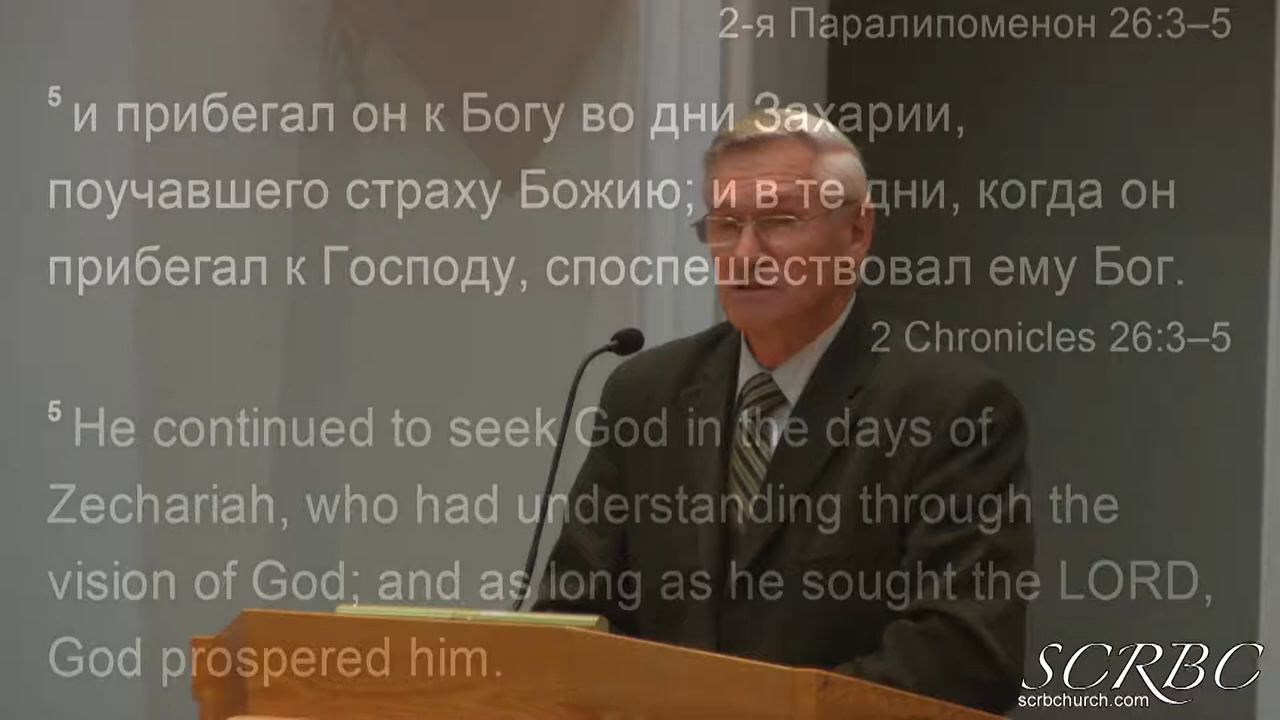 2-я Паралипоменон 26:3–5
5 и прибегал он к Богу во дни Захарии,
поучавшего страху Божию; и в те дни, когда он
прибегал к Господу, споспешествовал ему Бог.
2 Chronicles 26:3–5
5 He continued to seek God in the days of
Zechariah, who had understanding through the
vision of God; and as long as he sought the LORD,
God prospered him.
SCRBC
scrbchurch.com